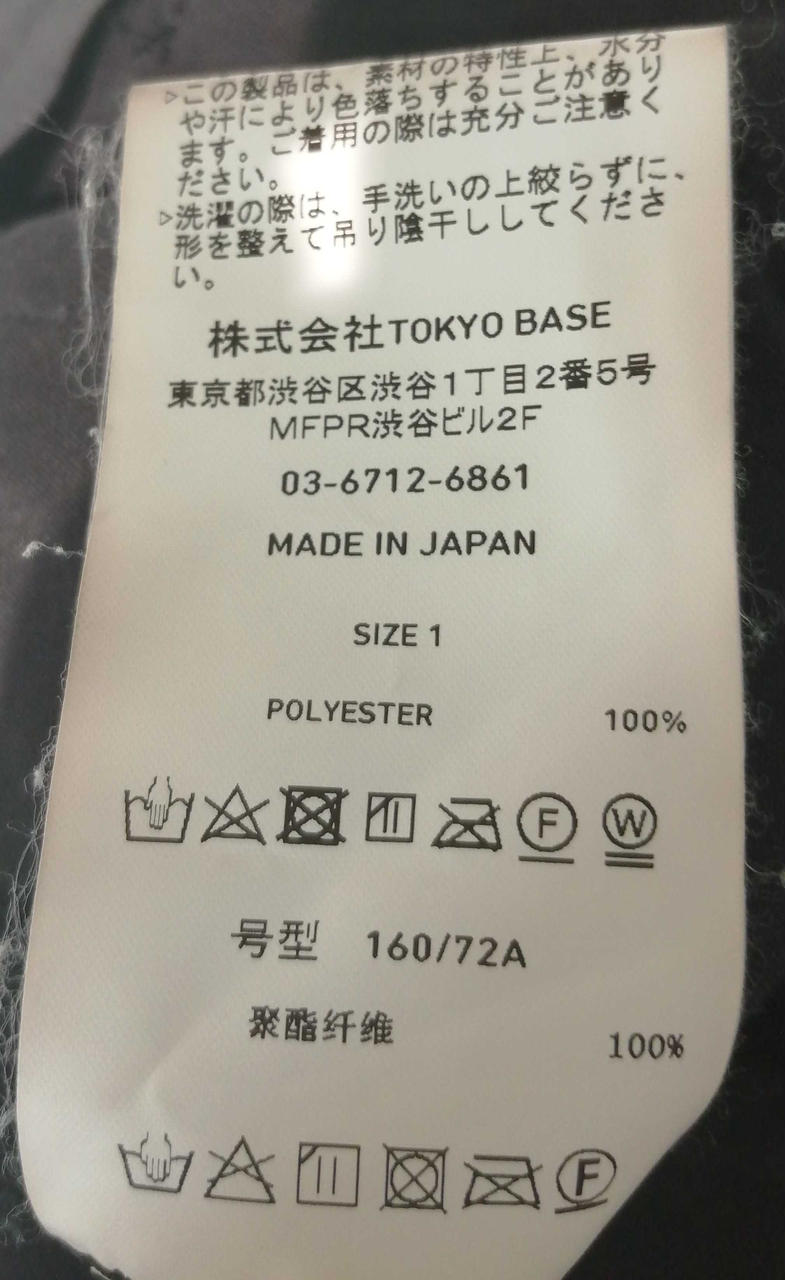 ▷この製品は、素材の特性上、水分
や汗により色落ちすることがあり
ます。ご着用の際は充分ご注意く
ださい。
▷洗濯の際は、手洗いの上絞らずに、
形を整えて吊り陰干ししてくださ
い。
株式会社TOKYO BASE
東京都渋谷区渋谷1丁目2番5号
MFPR渋谷ビル2F
03-6712-6861
MADE IN JAPAN
SIZE 1
POLYESTER 100%
F W
号型 160/72A
聚酯纤维 100%
F